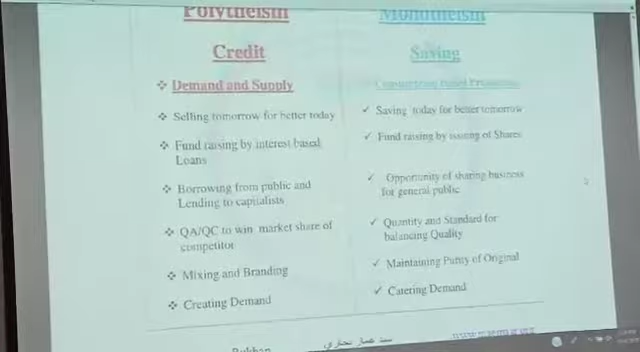 Polytheism
Credit
❖ Demand and Supply
❖ Selling tomorrow for better today
❖ Fund raising by interest based
Loans
❖ Borrowing from public and
Lending to capitalists
❖ QA/QC to win market share of
competitor
❖ Mixing and Branding
❖ Creating Demand
Monotheism
Saving
✓ Saving today for better tomorrow
✓ Fund raising by issuing of Shares
✓ Opportunity of sharing business
for general public
✓ Quantity and Standard for
balancing Quality
✓ Maintaining Purity of Original
✓ Catering Demand